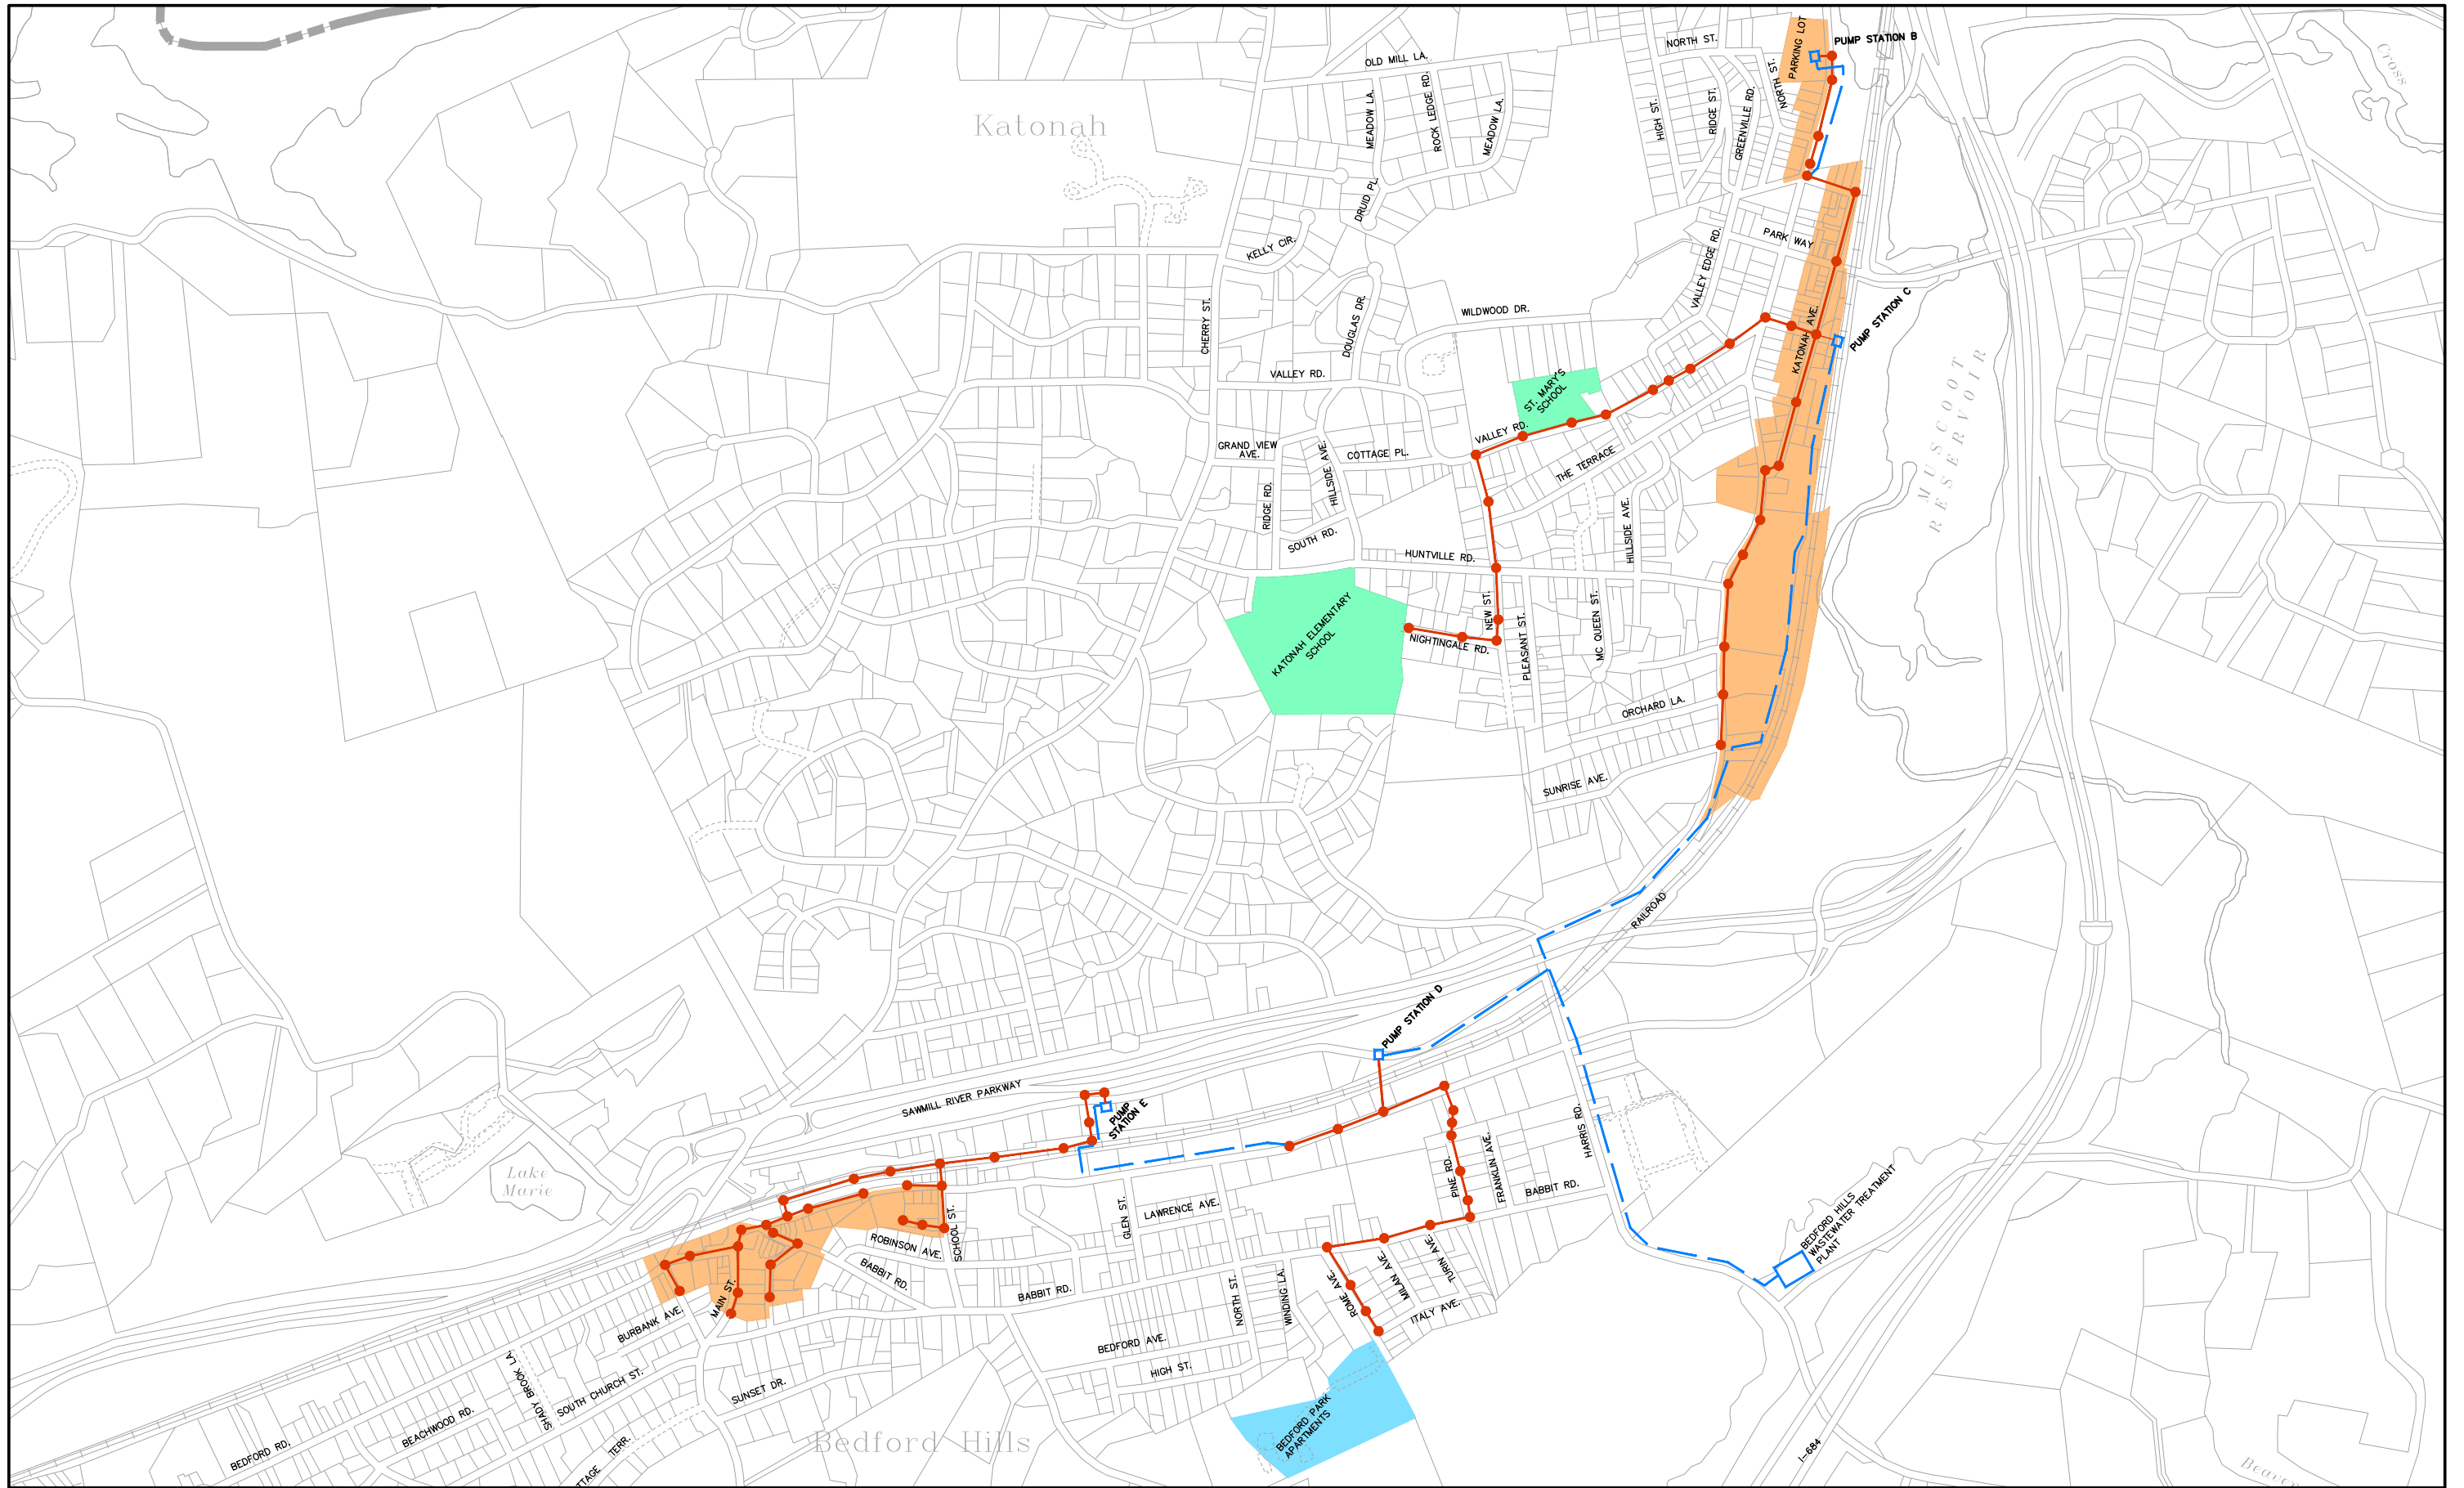 NORTH ST.
PARKING LOT
PUMP STATION B
Cross
OLD MILL LA.
NORTH ST.
MEADOW LA.
ROCK LEDGE RD.
MEADOW LA.
HIGH ST.
RIDGE ST.
GREENVILLE RD.
Katonah
DRUID PL.
KELLY CIR.
PARK WAY
VALLEY EDGE RD.
CHERRY ST.
DOUGLAS DR.
WILDWOOD DR.
KATONAH AVE.
PUMP STATION C
MUSCOOT
RESERVOIR
VALLEY RD.
ST. MARY'S
SCHOOL
VALLEY RD.
GRAND VIEW
AVE.
HILLSIDE AVE.
COTTAGE PL.
THE TERRACE
RIDGE RD.
SOUTH RD.
HILLSIDE AVE.
HUNTVILLE RD.
KATONAH ELEMENTARY
SCHOOL
NEW ST.
NIGHTINGALE RD.
PLEASANT ST.
MC QUEEN ST.
ORCHARD LA.
SUNRISE AVE.
RAILROAD
PUMP STATION D
SAWMILL RIVER PARKWAY
PUMP
STATION E
HARRIS RD.
Lake
Marie
PINE RD.
FRANKLIN AVE.
BABBIT RD.
BEDFORD HILLS
WASTEWATER TREATMENT
PLANT
GLEN ST.
LAWRENCE AVE.
SCHOOL ST.
ROBINSON AVE.
BABBIT RD.
BABBIT RD.
MAIN ST.
BURBANK AVE.
NORTH ST.
WINDING LA.
ROME AVE.
MILAN AVE.
TURIN AVE.
ITALY AVE.
BEDFORD AVE.
HIGH ST.
SHADY BROOK LA.
SOUTH CHURCH ST.
SUNSET DR.
BEACHWOOD RD.
BEDFORD RD.
TTAGE TERR.
Bedford Hills
BEDFORD PARK
APARTMENTS
I-684
Beaver